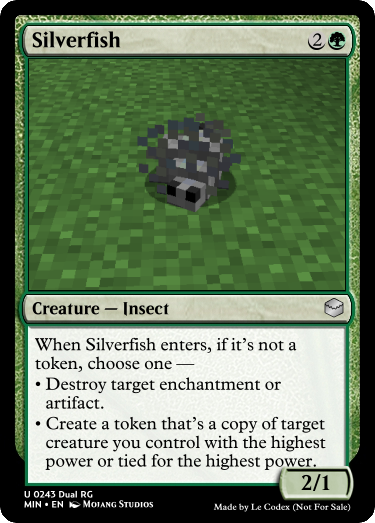 Silverfish 2
Creature — Insect
When Silverfish enters, if it's not a
token, choose one —
• Destroy target enchantment or
artifact.
• Create a token that's a copy of target
creature you control with the highest
power or tied for the highest power.
2/1
U 0243 Dual RG
MIN • EN Mojang Studios
Made by Le Codex (Not For Sale)